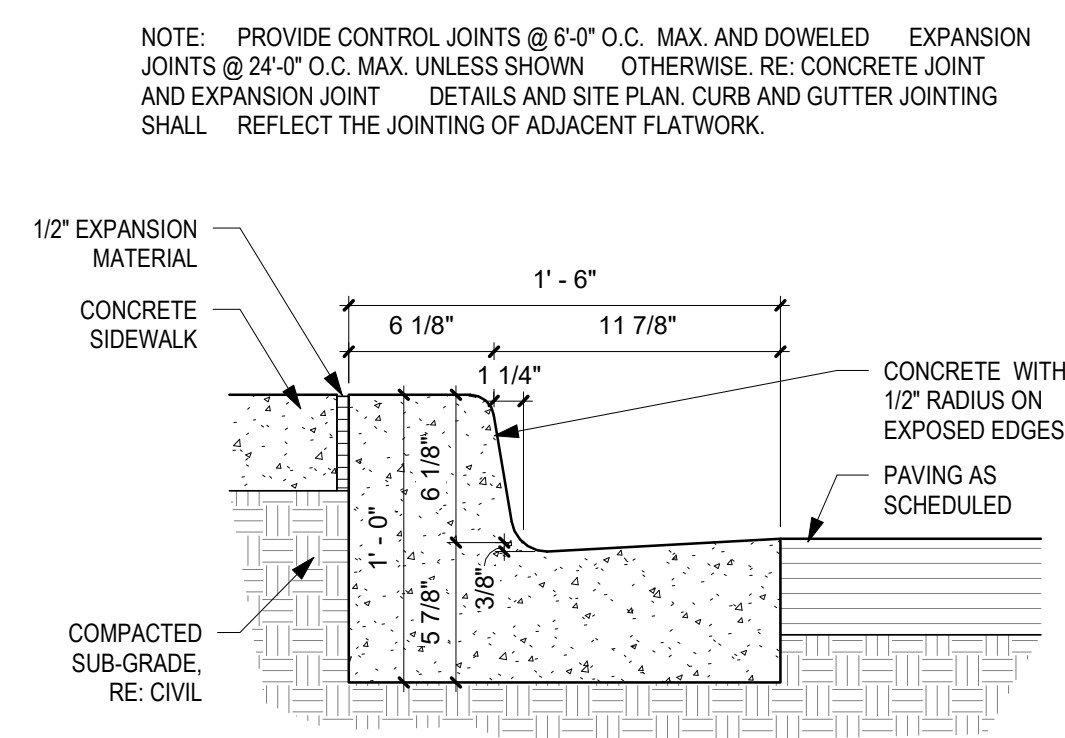 NOTE: PROVIDE CONTROL JOINTS @ 6'-0" O.C. MAX. AND DOWELED EXPANSION
JOINTS @ 24'-0" O.C. MAX. UNLESS SHOWN OTHERWISE. RE: CONCRETE JOINT
AND EXPANSION JOINT DETAILS AND SITE PLAN. CURB AND GUTTER JOINTING
SHALL REFLECT THE JOINTING OF ADJACENT FLATWORK.
1/2" EXPANSION
MATERIAL
CONCRETE
SIDEWALK
1' - 6"
6 1/8"
11 7/8"
1 1/4"
CONCRETE WITH
1/2" RADIUS ON
EXPOSED EDGES
PAVING AS
SCHEDULED
1' - 0"
6 1/8"
5 7/8"
3/8"
COMPACTED
SUB-GRADE,
RE: CIVIL